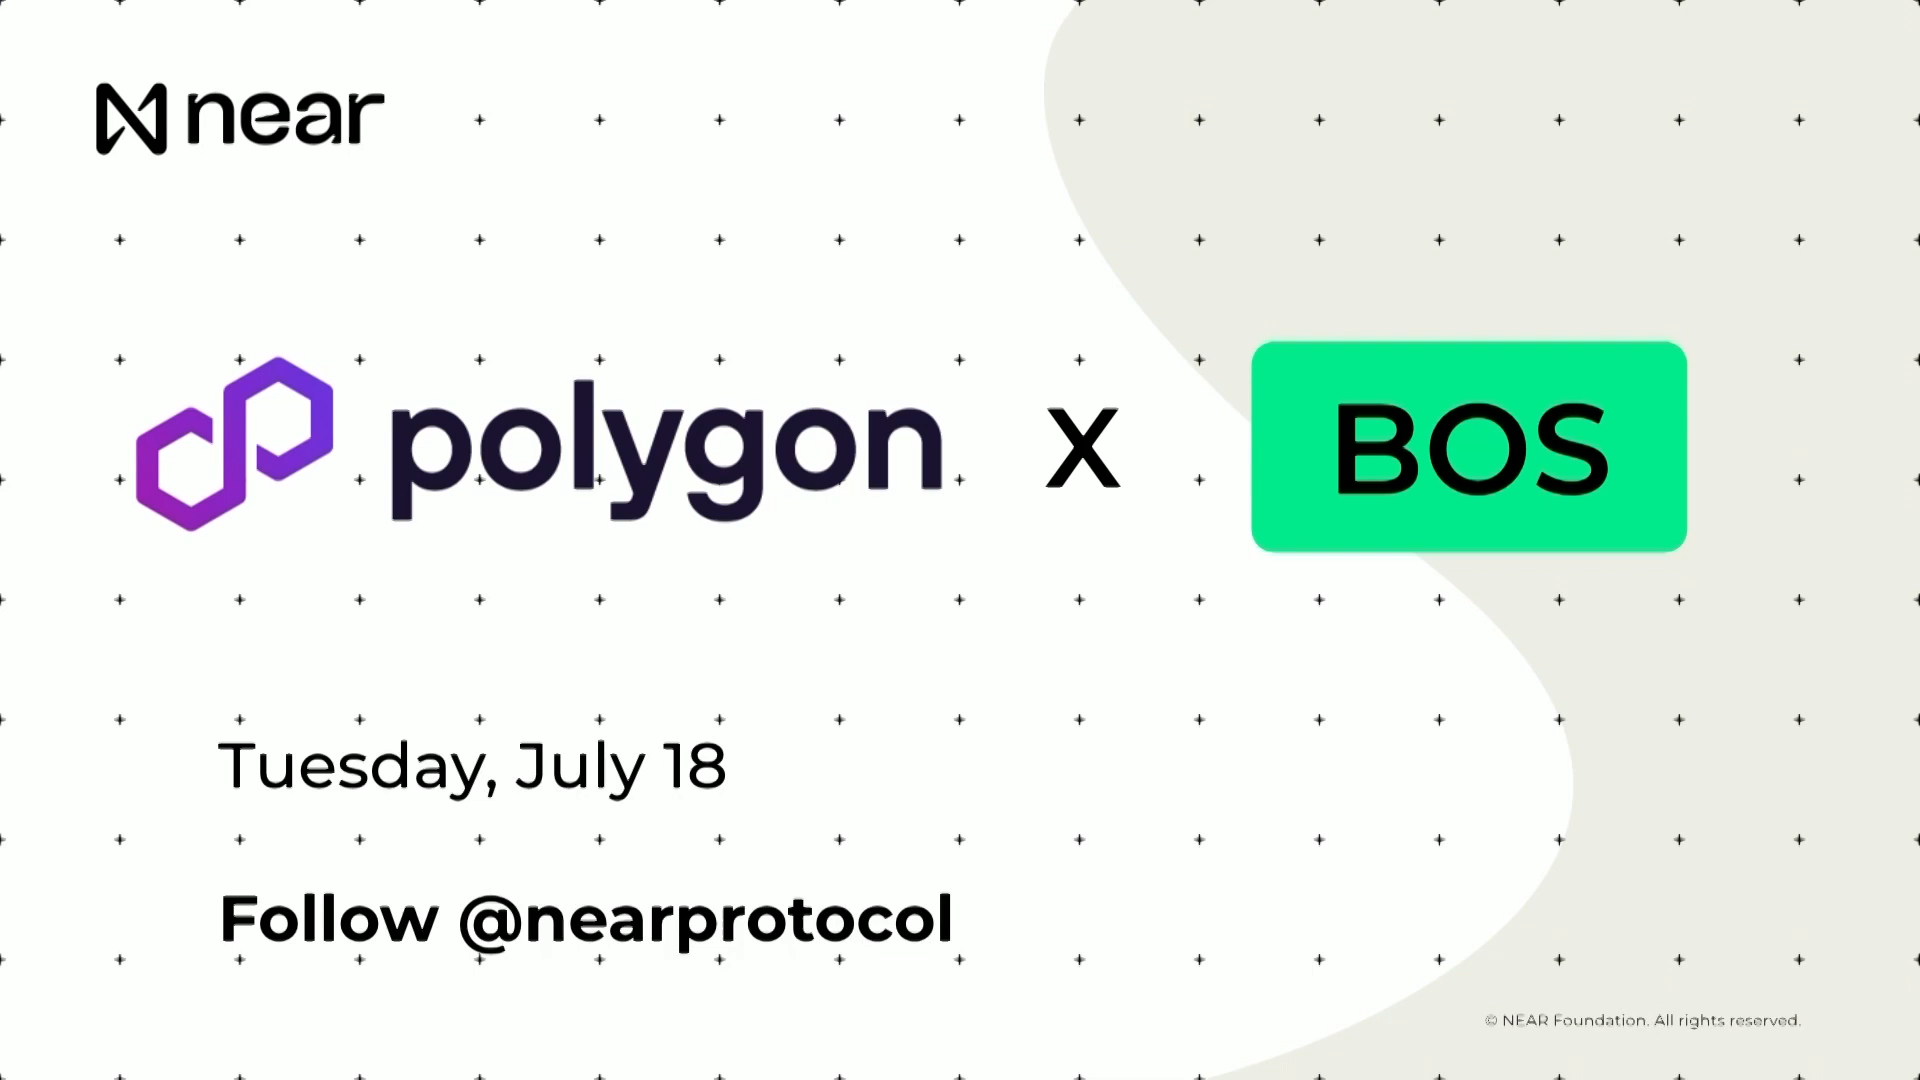 near
polygon x BOS
Tuesday, July 18
Follow @nearprotocol
© NEAR Foundation. All rights reserved.